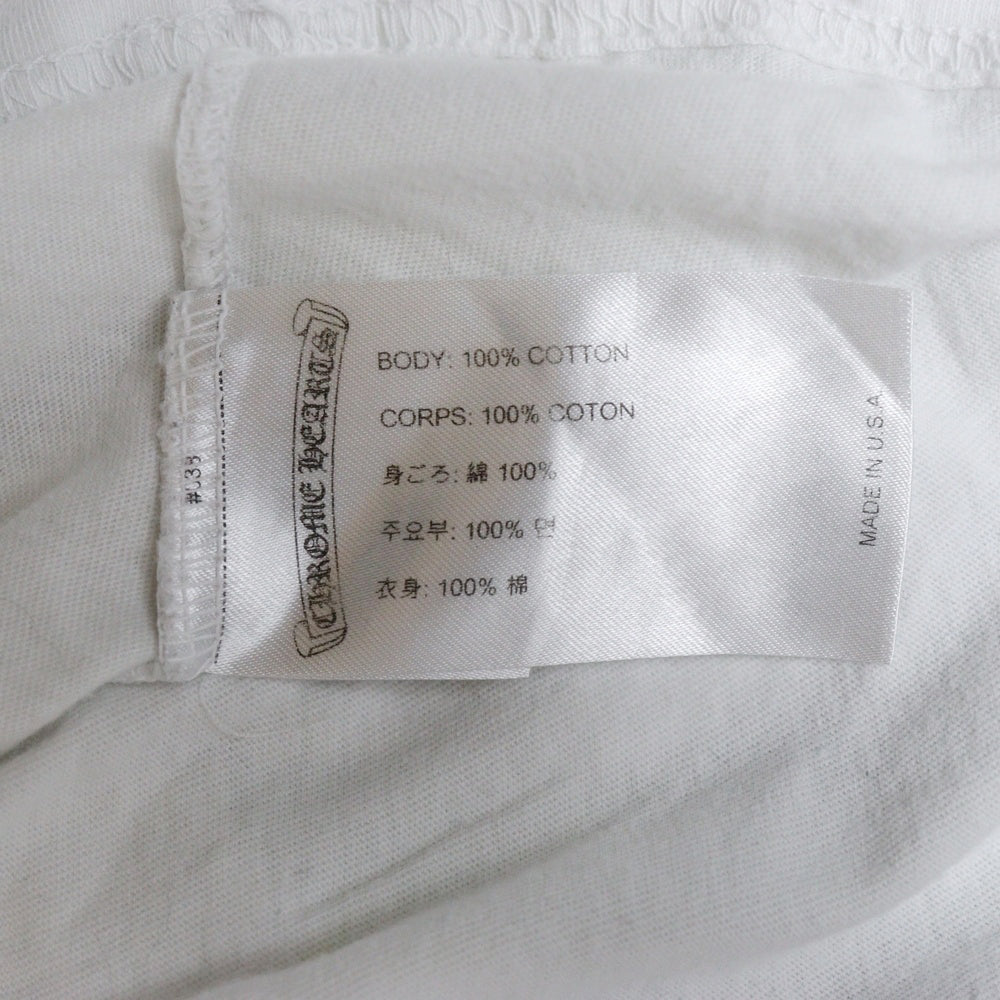 CHROME HEARTS
BODY: 100% COTTON
CORPS: 100% COTON
身ごろ: 綿 100%
주요부: 100% 면
衣身: 100% 棉
MADE IN U.S.A.